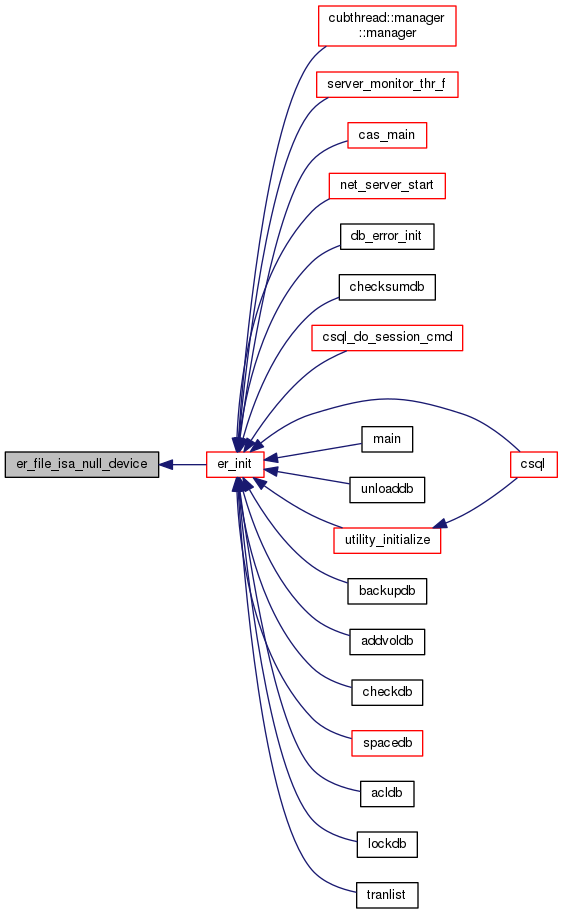 cubthread::manager
::manager
server_monitor_thr_f
cas_main
net_server_start
db_error_init
checksumdb
csql_do_session_cmd
main
er_file_isa_null_device
er_init
csql
unloaddb
utility_initialize
backupdb
addvoldb
checkdb
spacedb
acldb
lockdb
tranlist